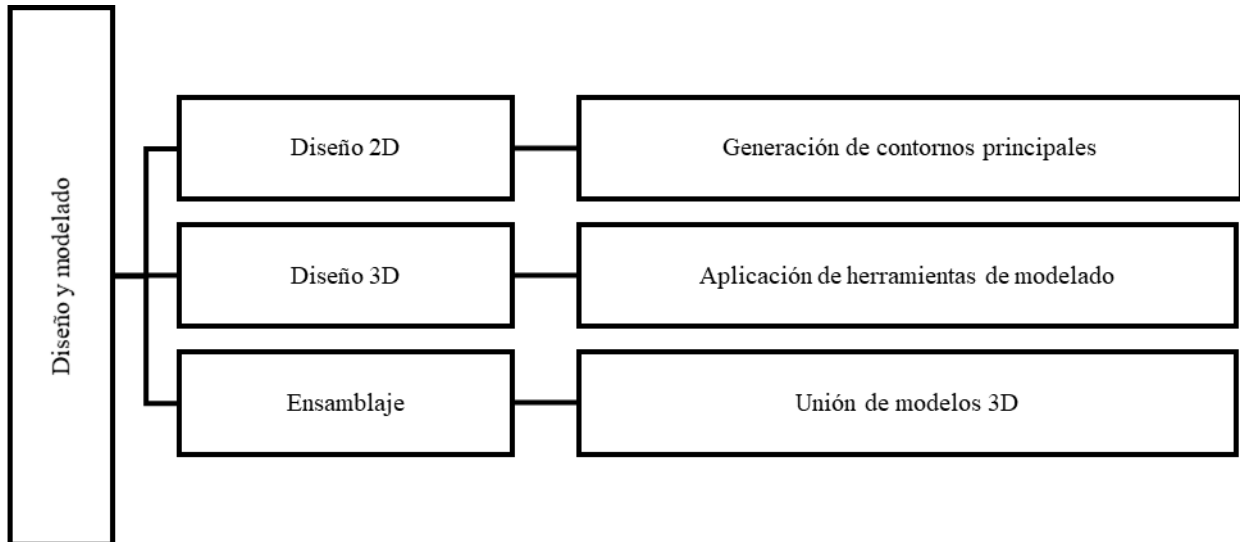 Diseño y modelado
Diseño 2D
Generación de contornos principales
Diseño 3D
Aplicación de herramientas de modelado
Ensamblaje
Unión de modelos 3D